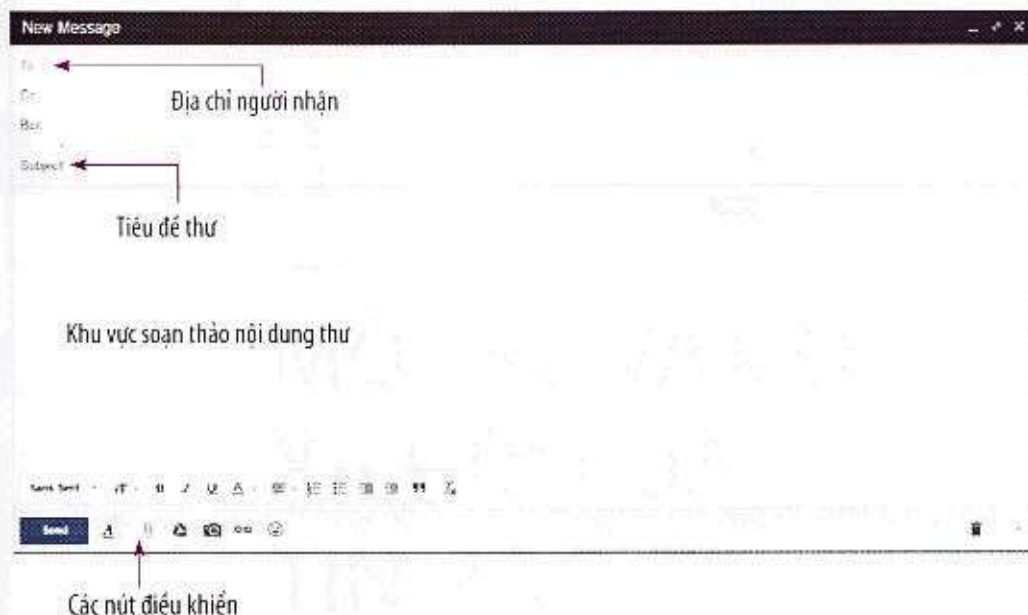 New Message
To
Địa chỉ người nhận
Cc
Bcc
Subject
Tiêu đề thư
Khu vực soạn thảo nội dung thư
Sans Serif
Send
Các nút điều khiển